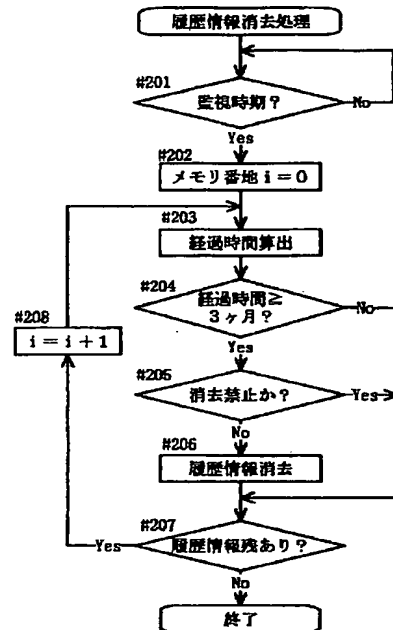 履歴情報消去処理
#201
監視時期?
No
Yes
#202
メモリ番地 i=0
#203
経過時間算出
#204
経過時間≧
3ヶ月?
No
#208
i=i+1
Yes
#205
消去禁止か?
Yes
No
#206
履歴情報消去
#207
履歴情報残あり?
Yes
No
終了